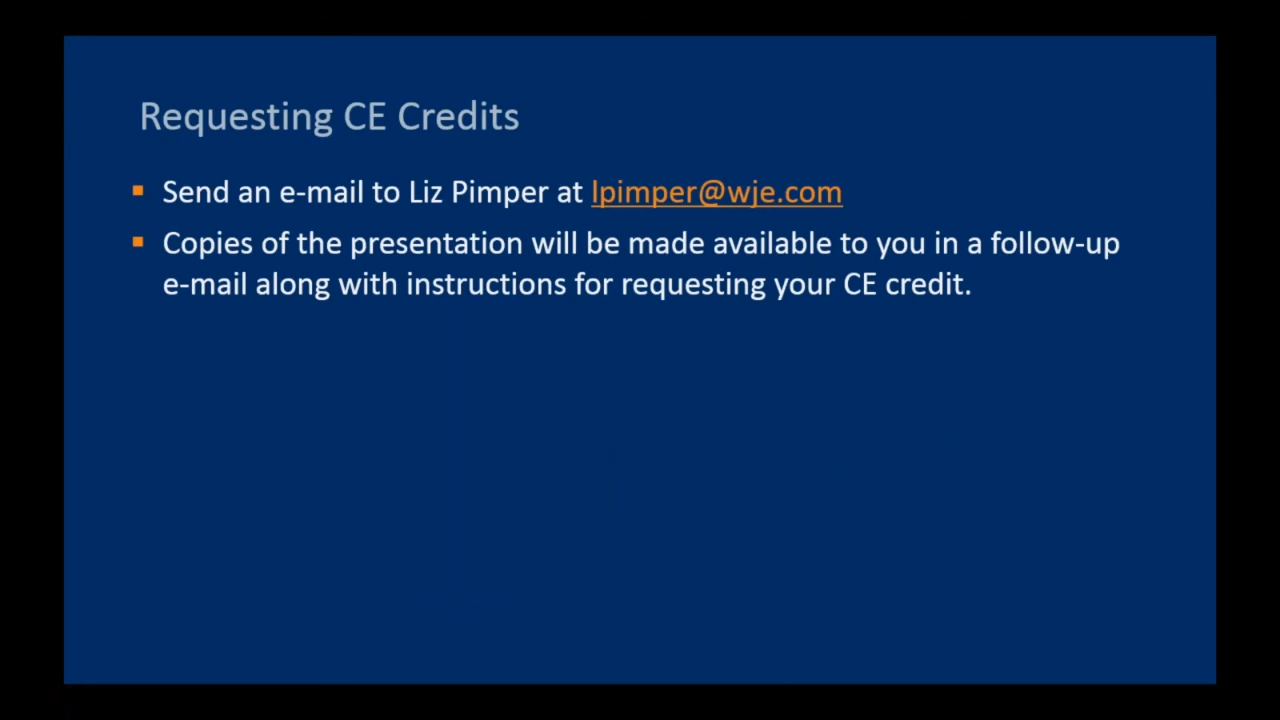 Requesting CE Credits
Send an e-mail to Liz Pimper at lpimper@wje.com
Copies of the presentation will be made available to you in a follow-up
e-mail along with instructions for requesting your CE credit.